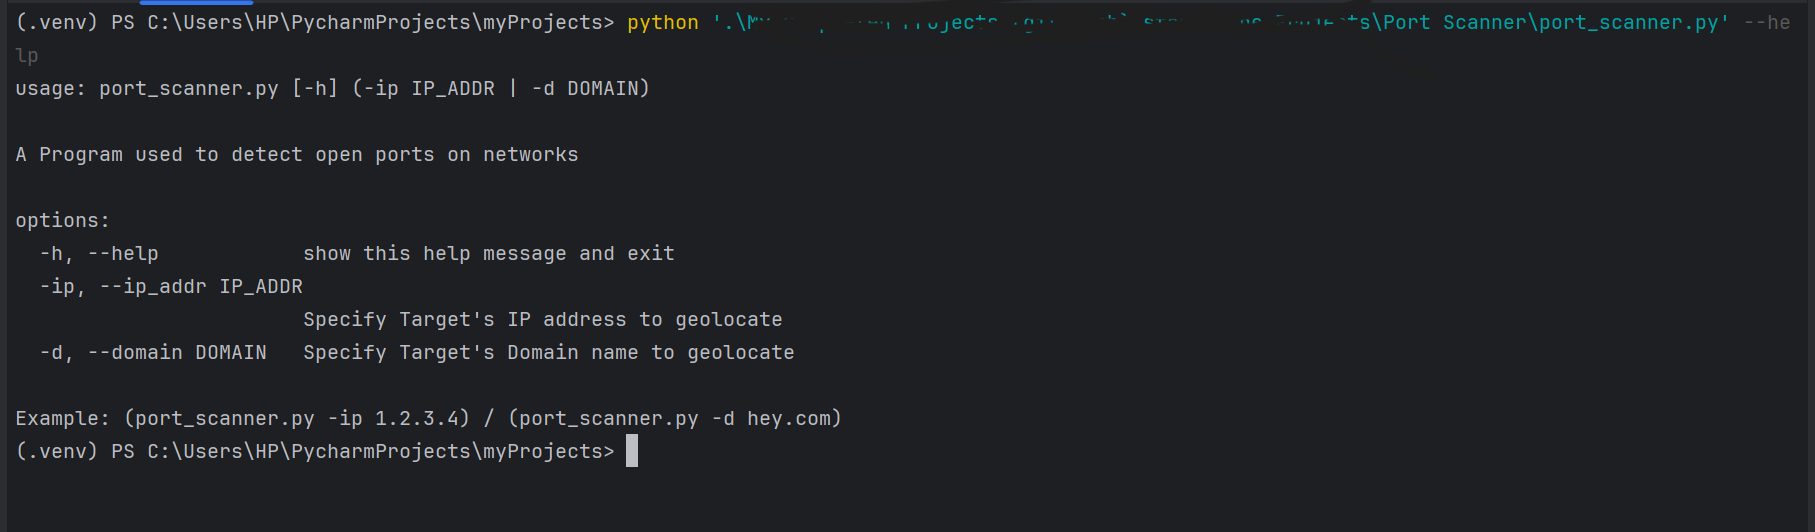 (.venv) PS C:\Users\HP\PycharmProjects\myProjects> python '.\M Projects\Port Scanner\port_scanner.py' --he
lp
usage: port_scanner.py [-h] (-ip IP_ADDR | -d DOMAIN)
A Program used to detect open ports on networks
options:
-h, --help show this help message and exit
-ip, --ip_addr IP_ADDR
Specify Target's IP address to geolocate
-d, --domain DOMAIN Specify Target's Domain name to geolocate
Example: (port_scanner.py -ip 1.2.3.4) / (port_scanner.py -d hey.com)
(.venv) PS C:\Users\HP\PycharmProjects\myProjects>